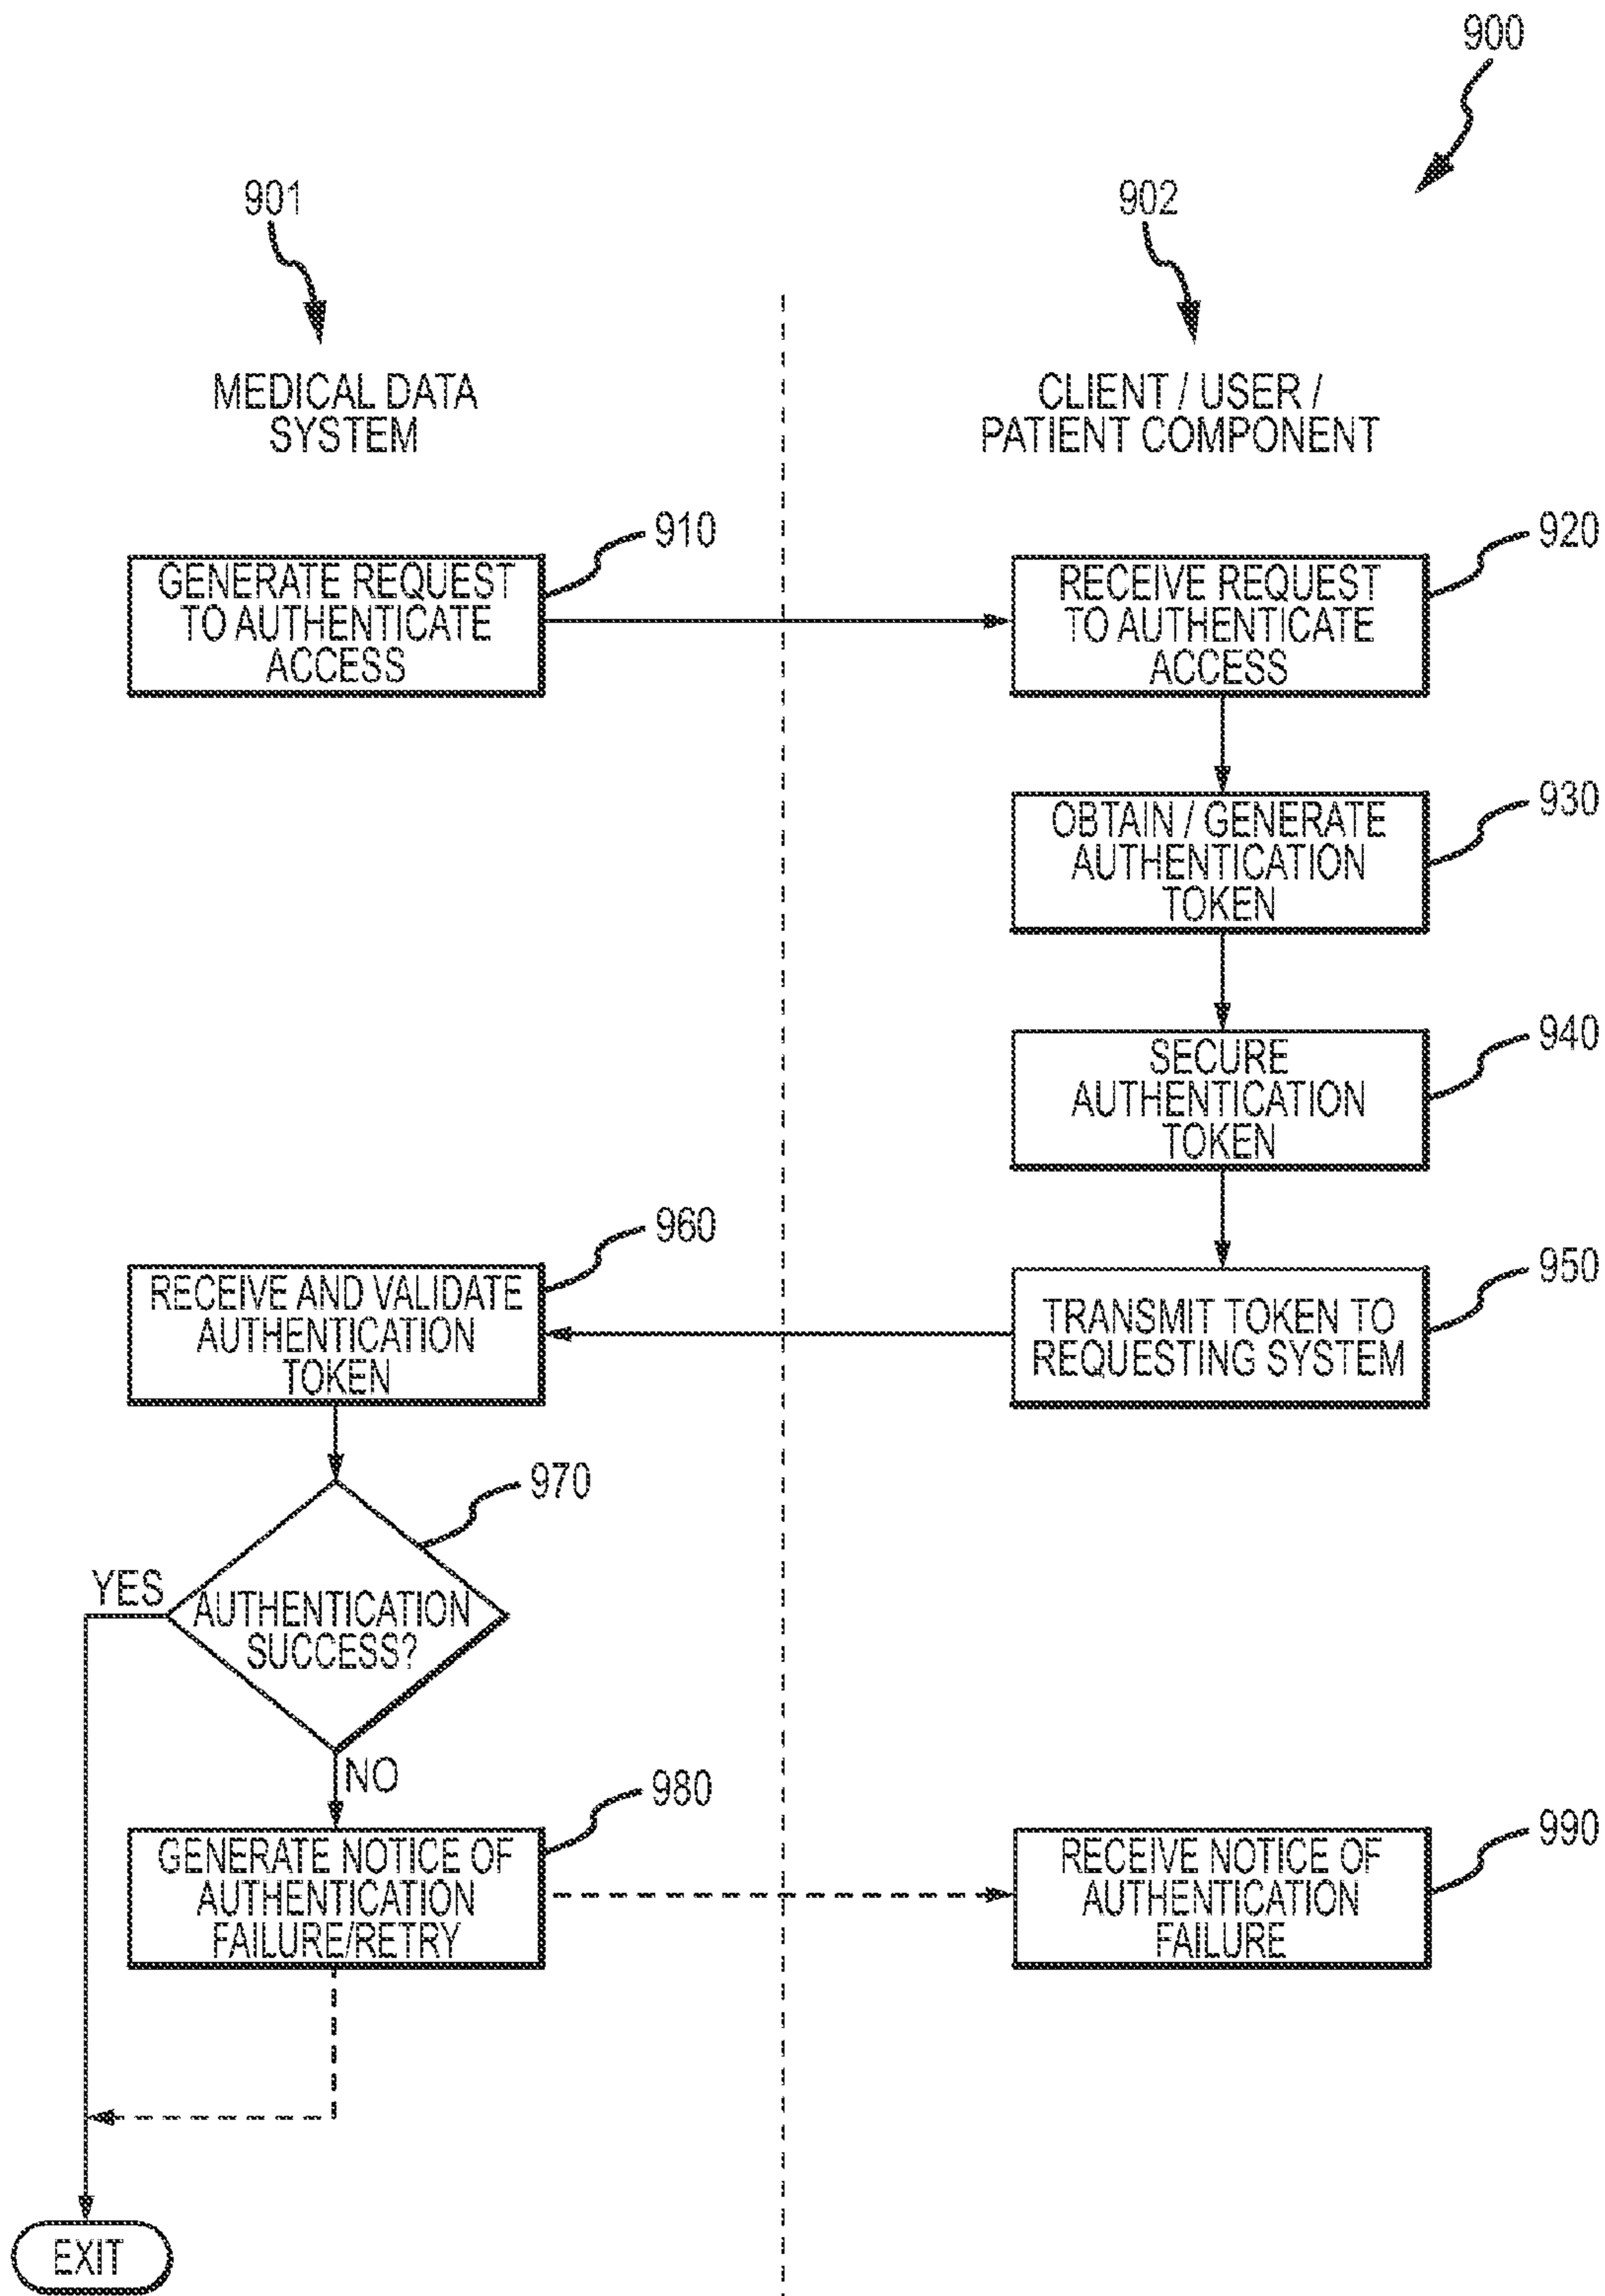 900
901
902
MEDICAL DATA
SYSTEM
CLIENT / USER /
PATIENT COMPONENT
910
GENERATE REQUEST
TO AUTHENTICATE
ACCESS
920
RECEIVE REQUEST
TO AUTHENTICATE
ACCESS
930
OBTAIN / GENERATE
AUTHENTICATION
TOKEN
940
SECURE
AUTHENTICATION
TOKEN
950
TRANSMIT TOKEN TO
REQUESTING SYSTEM
960
RECEIVE AND VALIDATE
AUTHENTICATION
TOKEN
970
YES
AUTHENTICATION
SUCCESS?
NO
980
GENERATE NOTICE OF
AUTHENTICATION
FAILURE/RETRY
990
RECEIVE NOTICE OF
AUTHENTICATION
FAILURE
EXIT